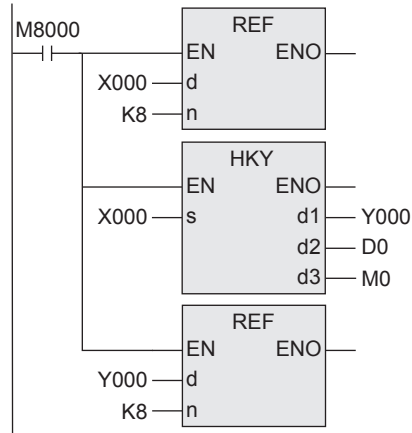 M8000
REF
EN ENO
X000 d
K8 n
HKY
EN ENO
X000 s d1 Y000
d2 D0
d3 M0
REF
EN ENO
Y000 d
K8 n